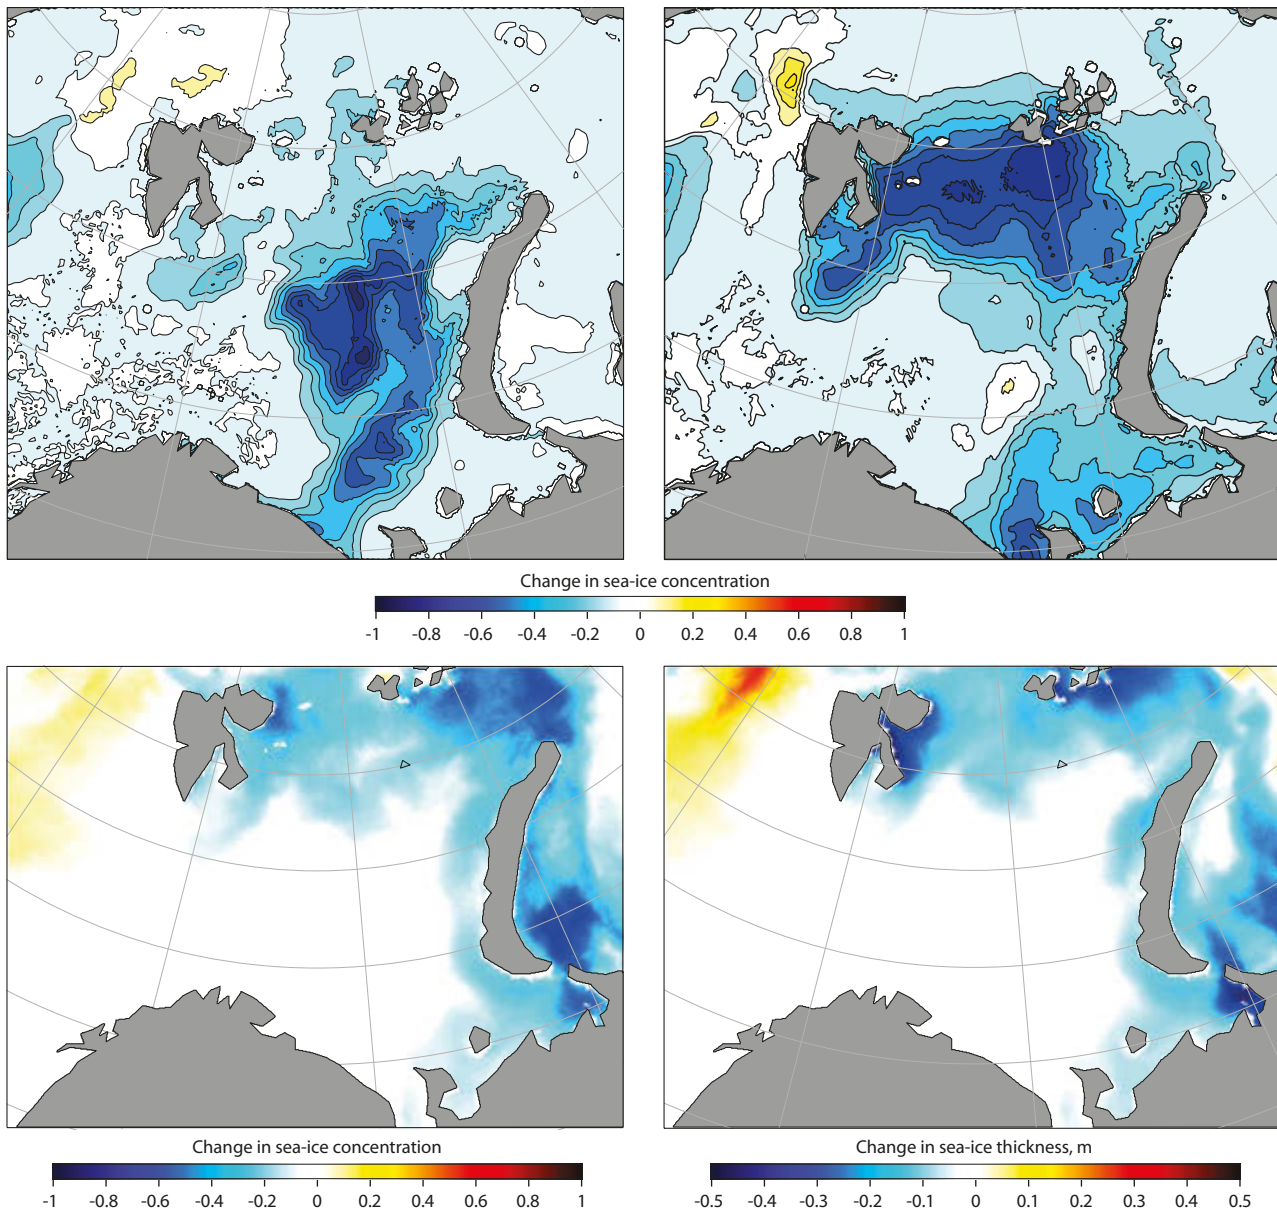 Change in sea-ice concentration
-1 -0.8 -0.6 -0.4 -0.2 0 0.2 0.4 0.6 0.8 1
Change in sea-ice concentration
-1 -0.8 -0.6 -0.4 -0.2 0 0.2 0.4 0.6 0.8 1
Change in sea-ice thickness, m
-0.5 -0.4 -0.3 -0.2 -0.1 0 0.1 0.2 0.3 0.4 0.5